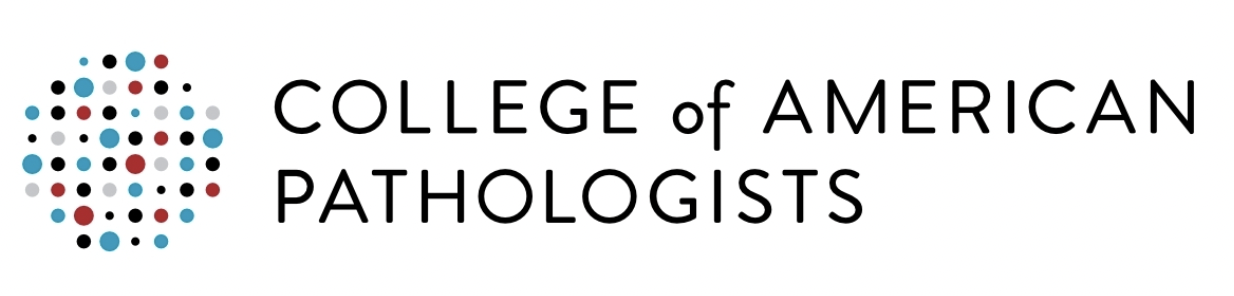 COLLEGE of AMERICAN
PATHOLOGISTS